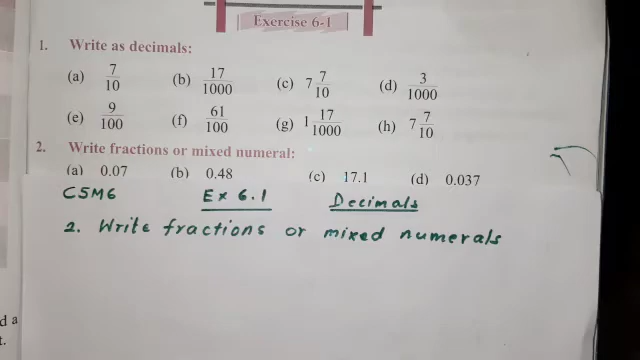 Exercise 6-1
1. Write as decimals:
(a) 7/10 (b) 17/1000 (c) 7 7/10 (d) 3/1000
(e) 9/100 (f) 61/100 (g) 1 17/1000 (h) 7 7/10
2. Write fractions or mixed numeral:
(a) 0.07 (b) 0.48 (c) 17.1 (d) 0.037
C5M6 Ex 6.1 Decimals
2. Write fractions or mixed numerals
d a
t.